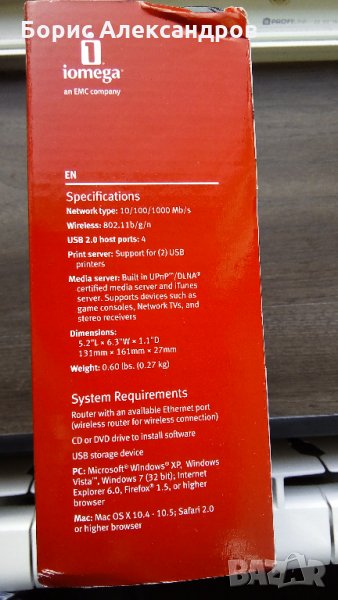 Борис Александров
PROFI
iomega
an EMC company
EN
Specifications
Network type: 10/100/1000 Mb/s
Wireless: 802.11b/g/n
USB 2.0 host ports: 4
Print server: Support for (2) USB
printers
Media server: Built in UPnP™/DLNA®
certified media server and iTunes
server. Supports devices such as
game consoles, Network TVs, and
stereo receivers
Dimensions:
5.2"L × 6.3"W × 1.1"D
131mm × 161mm × 27mm
Weight: 0.60 lbs. (0.27 kg)
System Requirements
Router with an available Ethernet port
(wireless router for wireless connection)
CD or DVD drive to install software
USB storage device
PC: Microsoft® Windows® XP, Windows
Vista™, Windows 7 (32 bit); Internet
Explorer 6.0, Firefox® 1.5, or higher
browser
Mac: Mac OS X 10.4 - 10.5; Safari 2.0
or higher browser
bazar.bg